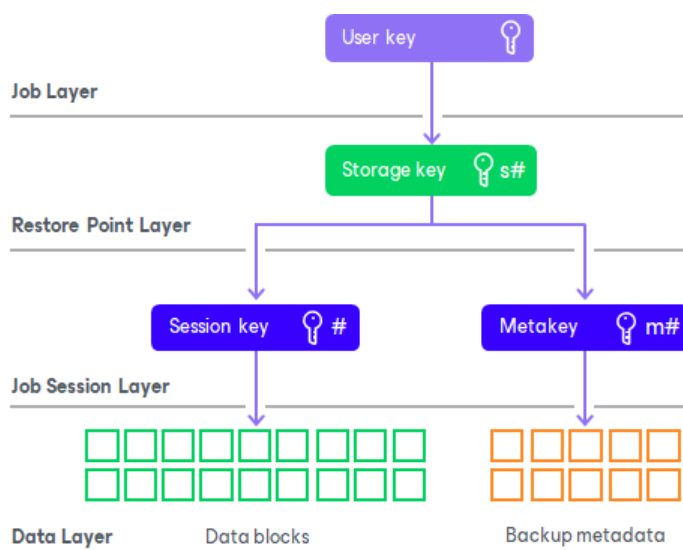 User key
Job Layer
Storage key s#
Restore Point Layer
Session key #
Metakey m#
Job Session Layer
Data Layer
Data blocks
Backup metadata